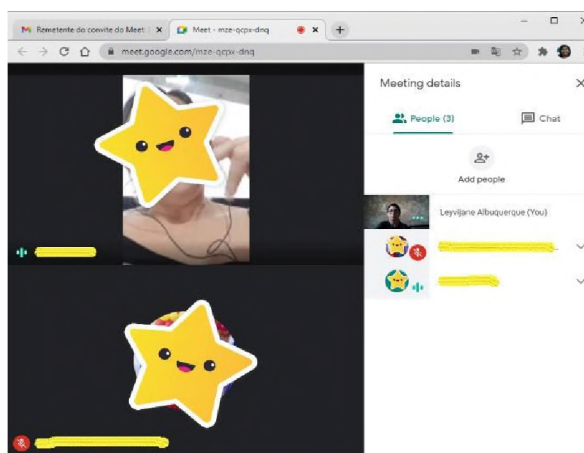 Remetente do convite do Meet
Meet - mze-qcpx-dnq
meet.google.com/mze-qcpx-dnq
Meeting details
People (3)
Chat
Add people
Leyvijane Albuquerque (You)